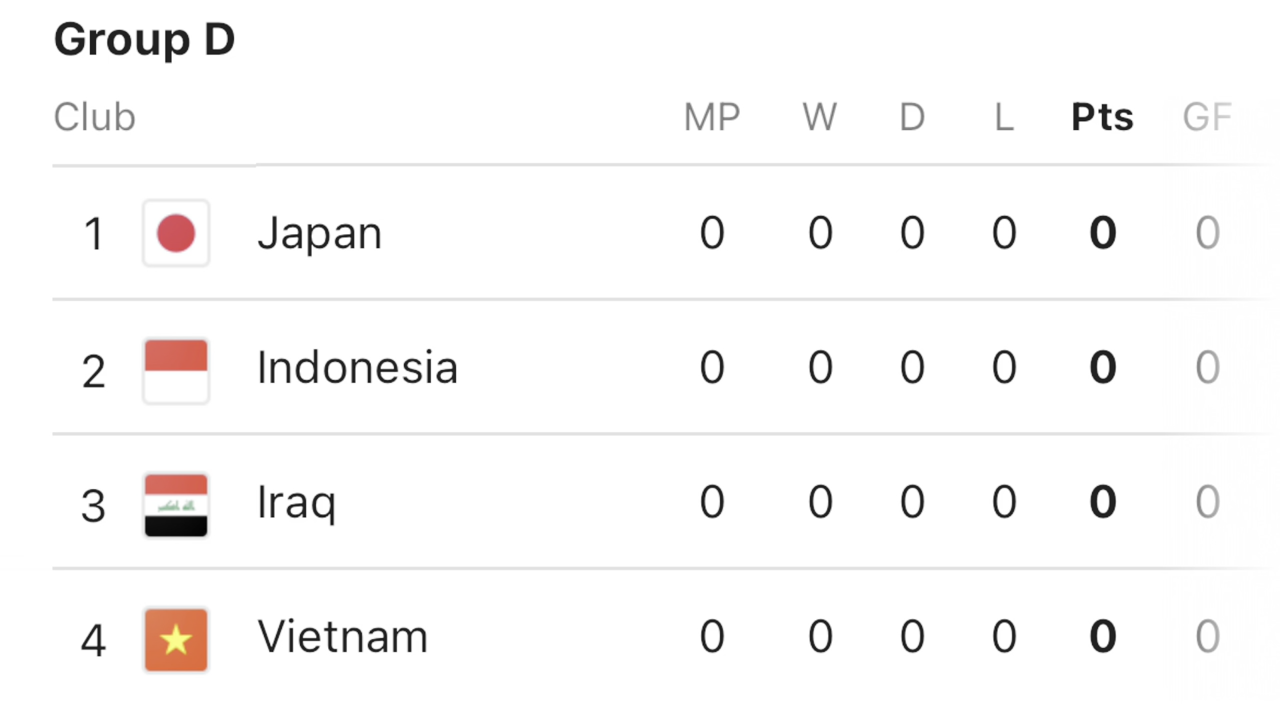 Group D
Club MP W D L Pts GF
1 Japan 0 0 0 0 0 0
2 Indonesia 0 0 0 0 0 0
3 Iraq 0 0 0 0 0 0
4 Vietnam 0 0 0 0 0 0